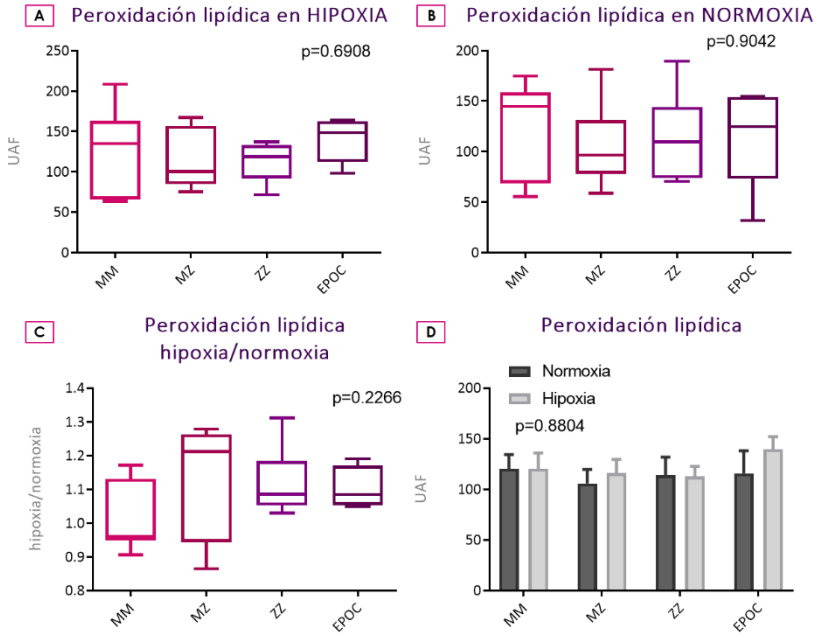 A Peroxidación lipídica en HIPOXIA
p=0.6908
UAF
250
200
150
100
50
0
MM
MZ
ZZ
EPOC
B Peroxidación lipídica en NORMOXIA
p=0.9042
UAF
200
150
100
50
0
MM
MZ
ZZ
EPOC
C Peroxidación lipídica
hipoxia/normoxia
p=0.2266
hipoxia/normoxia
1.4
1.3
1.2
1.1
1.0
0.9
0.8
MM
MZ
ZZ
EPOC
D Peroxidación lipídica
Normoxia
Hipoxia
p=0.8804
UAF
200
150
100
50
0
MM
MZ
ZZ
EPOC